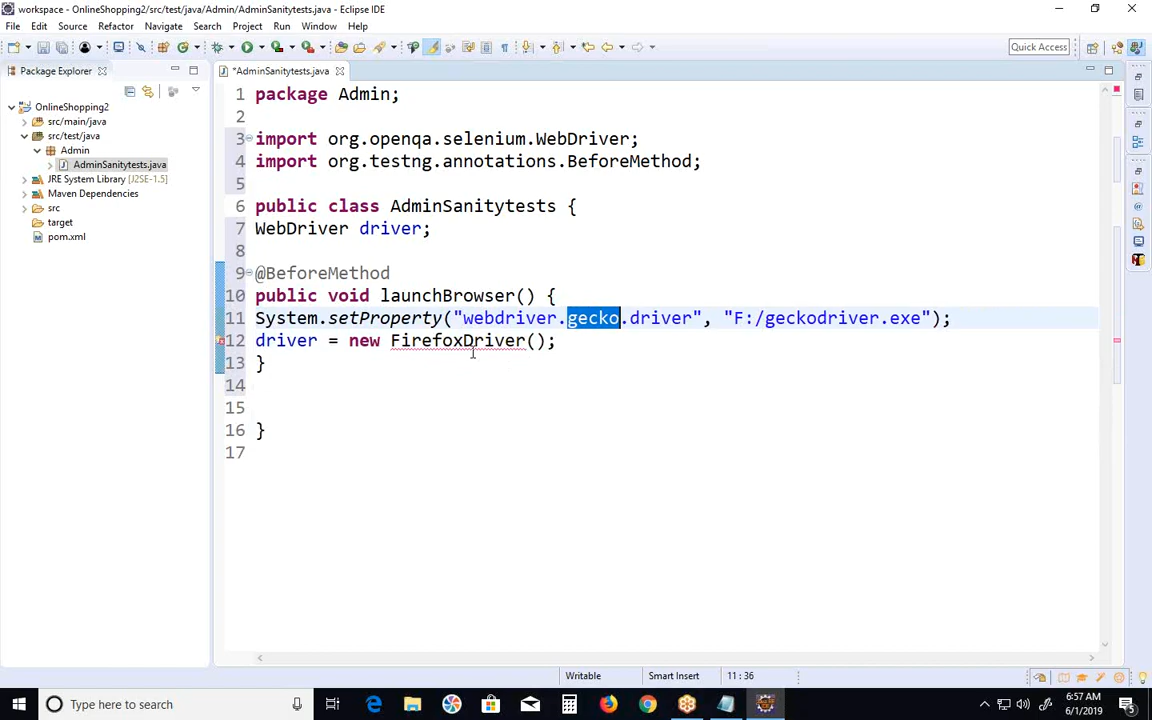 workspace - OnlineShopping2/src/test/java/Admin/AdminSanitytests.java - Eclipse IDE
File Edit Source Refactor Navigate Search Project Run Window Help
Quick Access
Package Explorer
*AdminSanitytests.java
OnlineShopping2
src/main/java
src/test/java
Admin
AdminSanitytests.java
JRE System Library [J2SE-1.5]
Maven Dependencies
src
target
pom.xml
1 package Admin;
2
3 import org.openqa.selenium.WebDriver;
4 import org.testng.annotations.BeforeMethod;
5
6 public class AdminSanitytests {
7 WebDriver driver;
8
9 @BeforeMethod
10 public void launchBrowser() {
11 System.setProperty("webdriver.gecko.driver", "F:/geckodriver.exe");
12 driver = new FirefoxDriver();
13 }
14
15
16 }
17
Writable Smart Insert 11 : 36
Type here to search
6:57 AM
6/1/2019
5